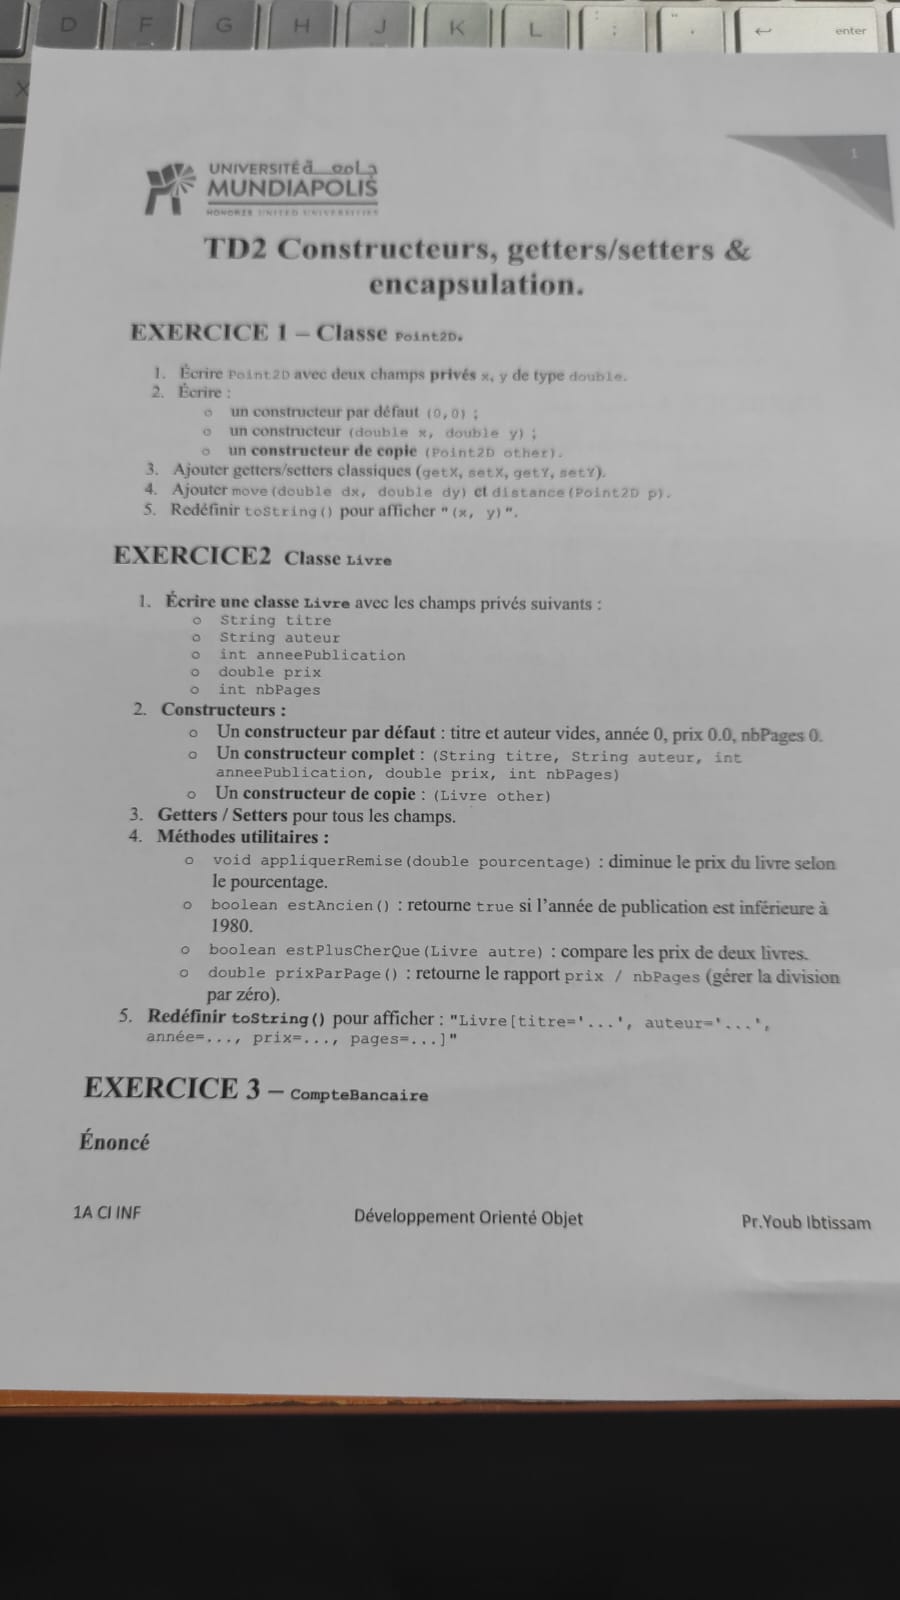 D F G H J K L : ; " . enter
X
1
UNIVERSITÉ جامعة
MUNDIAPOLIS
HONORIS UNITED UNIVERSITIES
TD2 Constructeurs, getters/setters &
encapsulation.
EXERCICE 1 – Classe Point2D.
1. Écrire Point2D avec deux champs privés x, y de type double.
2. Écrire :
o un constructeur par défaut (0,0) ;
o un constructeur (double x, double y) ;
o un constructeur de copie (Point2D other).
3. Ajouter getters/setters classiques (getX, setX, getY, setY).
4. Ajouter move(double dx, double dy) et distance(Point2D p).
5. Redéfinir toString() pour afficher "(x, y)".
EXERCICE2 Classe Livre
1. Écrire une classe Livre avec les champs privés suivants :
o String titre
o String auteur
o int anneePublication
o double prix
o int nbPages
2. Constructeurs :
o Un constructeur par défaut : titre et auteur vides, année 0, prix 0.0, nbPages 0.
o Un constructeur complet : (String titre, String auteur, int
anneePublication, double prix, int nbPages)
o Un constructeur de copie : (Livre other)
3. Getters / Setters pour tous les champs.
4. Méthodes utilitaires :
o void appliquerRemise(double pourcentage) : diminue le prix du livre selon
le pourcentage.
o boolean estAncien() : retourne true si l'année de publication est inférieure à
1980.
o boolean estPlusCherQue(Livre autre) : compare les prix de deux livres.
o double prixParPage() : retourne le rapport prix / nbPages (gérer la division
par zéro).
5. Redéfinir toString() pour afficher : "Livre[titre='...', auteur='...',
année=..., prix=..., pages=...]"
EXERCICE 3 – CompteBancaire
Énoncé
1A CI INF Développement Orienté Objet Pr.Youb Ibtissam